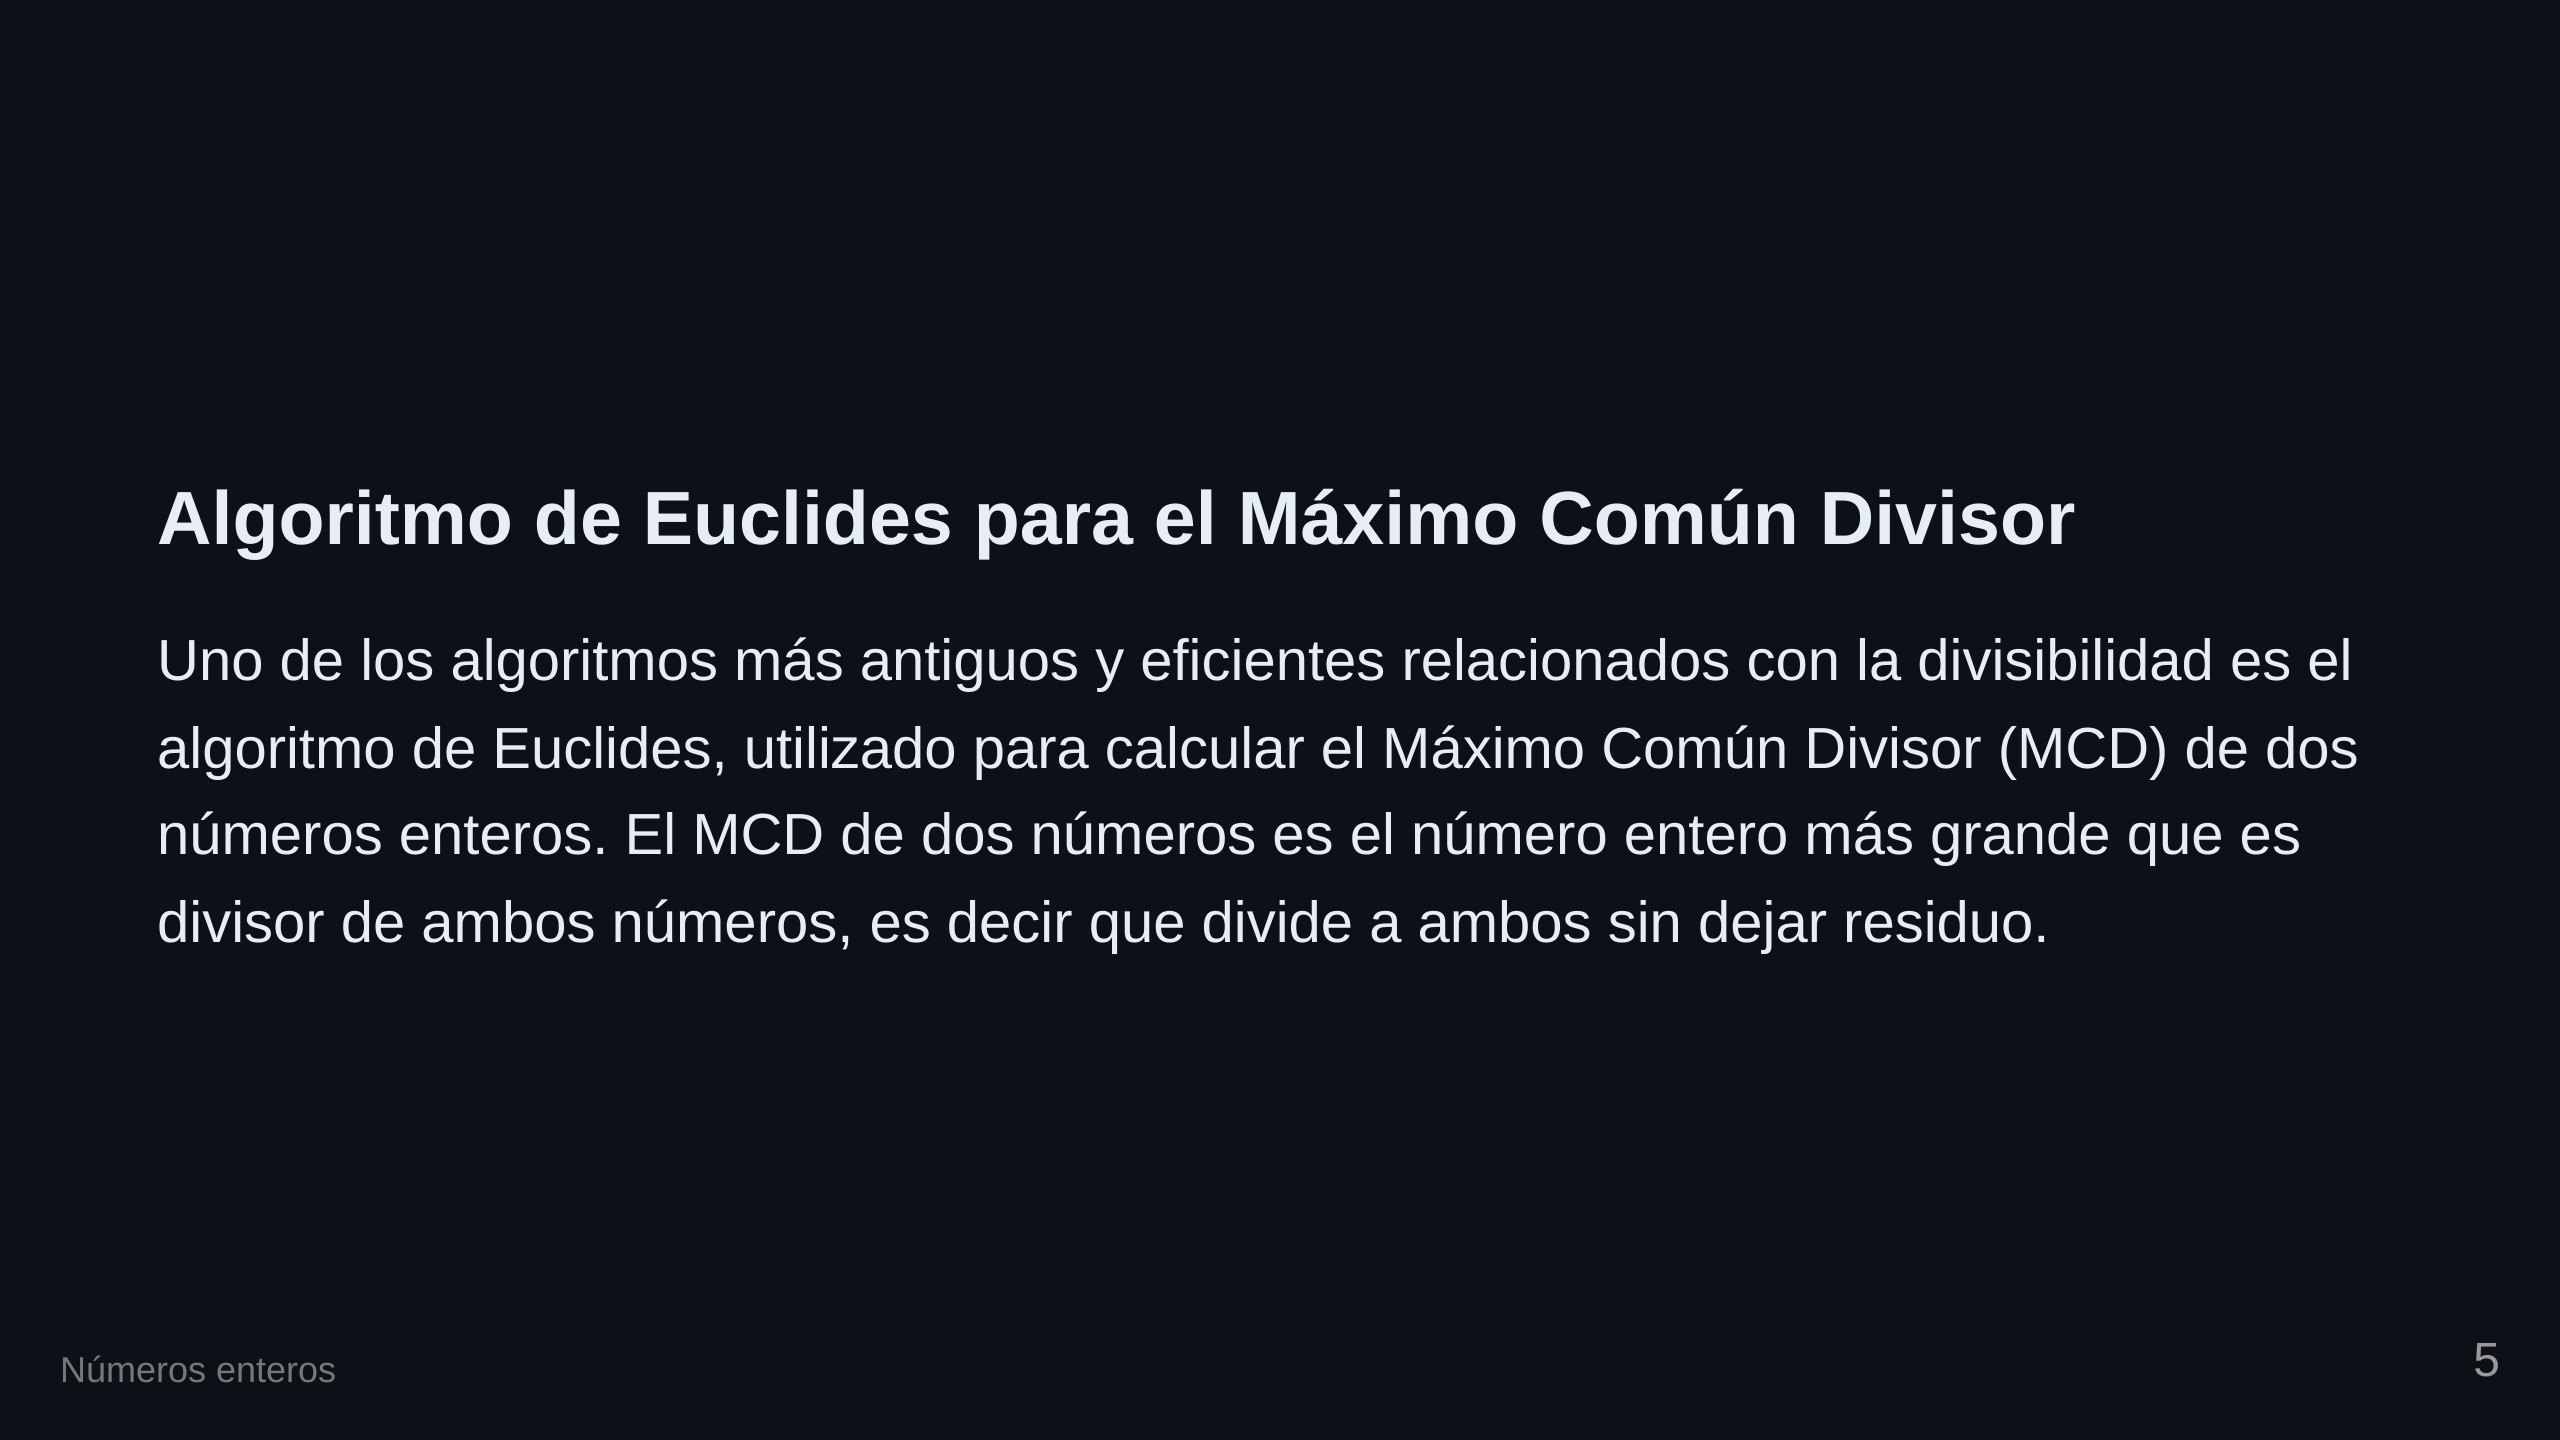 Algoritmo de Euclides para el Máximo Común Divisor
Uno de los algoritmos más antiguos y eficientes relacionados con la divisibilidad es el
algoritmo de Euclides, utilizado para calcular el Máximo Común Divisor (MCD) de dos
números enteros. El MCD de dos números es el número entero más grande que es
divisor de ambos números, es decir que divide a ambos sin dejar residuo.
Números enteros
5